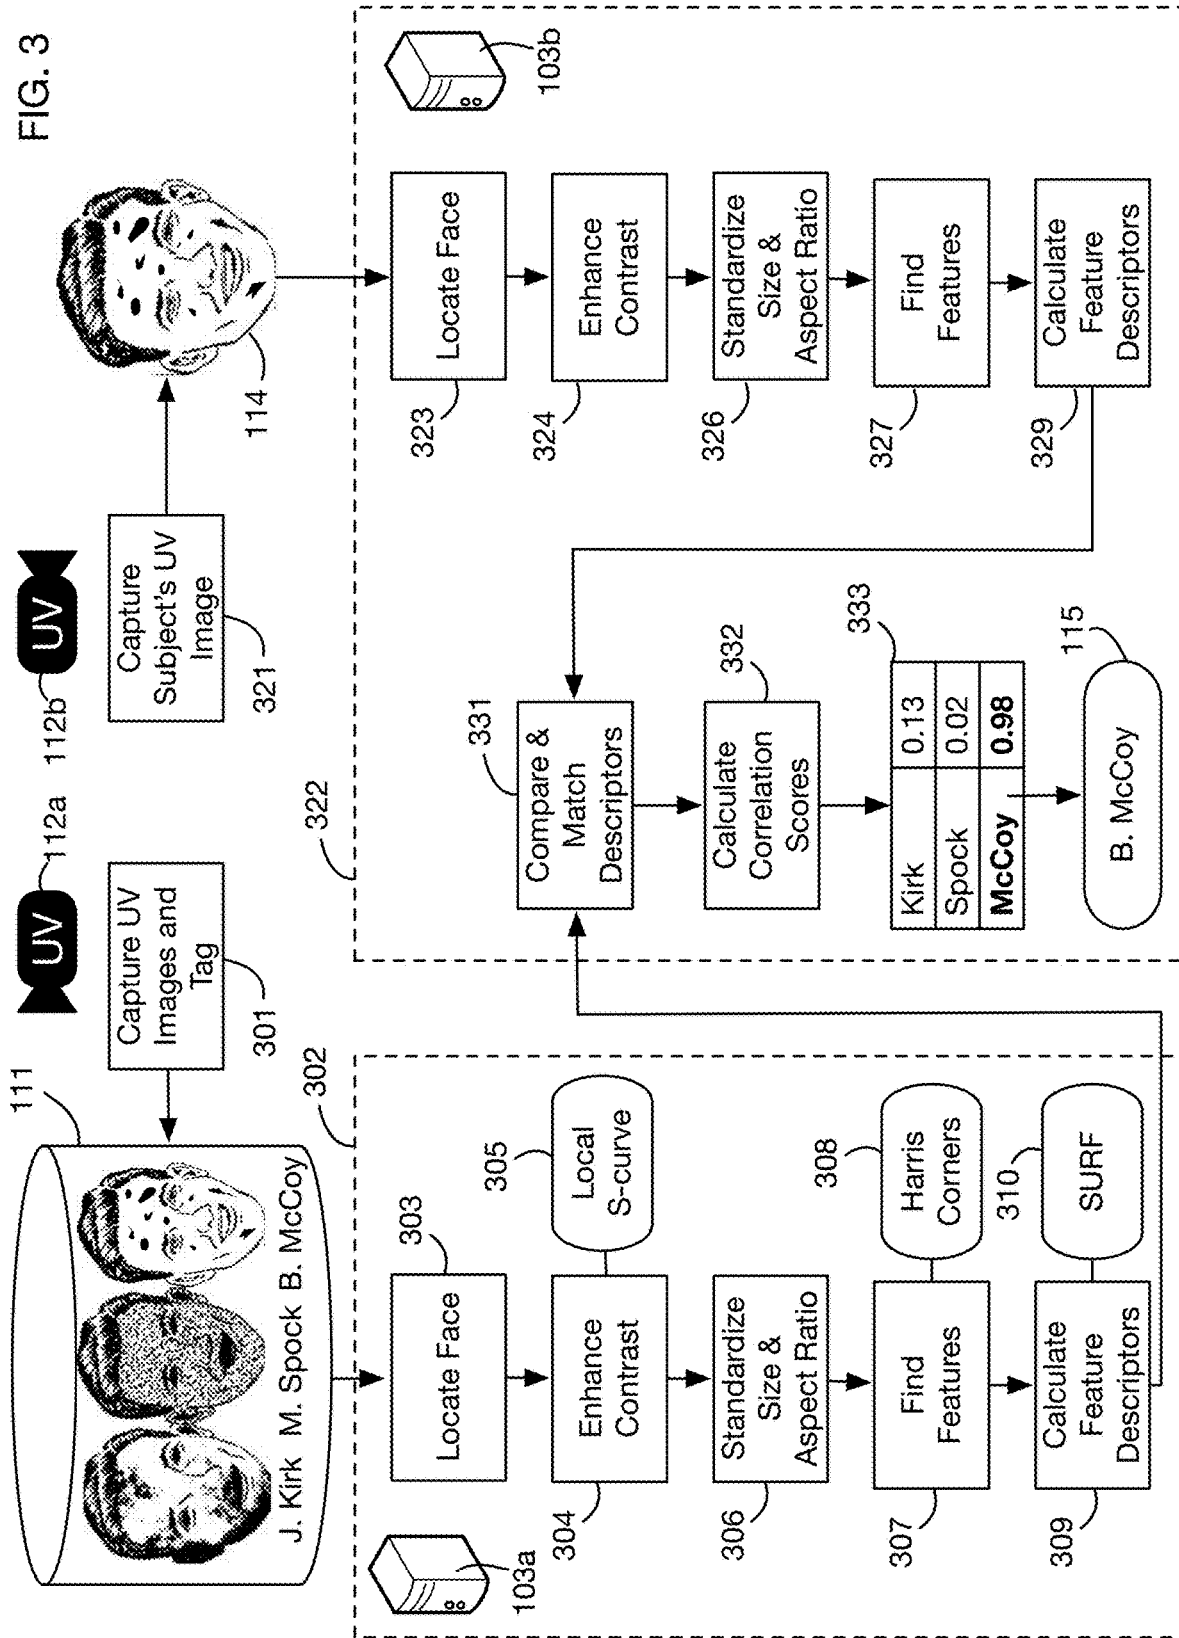 FIG. 3
111
J. Kirk M. Spock B. McCoy
Capture UV
Images and
Tag
301
UV
112a
UV
112b
Capture
Subject's UV
Image
321
114
302
103a
303
Locate Face
304
Enhance
Contrast
305
Local
S-curve
306
Standardize
Size &
Aspect Ratio
307
Find
Features
308
Harris
Corners
309
Calculate
Feature
Descriptors
310
SURF
322
103b
323
Locate Face
324
Enhance
Contrast
326
Standardize
Size &
Aspect Ratio
327
Find
Features
329
Calculate
Feature
Descriptors
331
Compare &
Match
Descriptors
332
Calculate
Correlation
Scores
333
Kirk 0.13
Spock 0.02
McCoy 0.98
115
B. McCoy